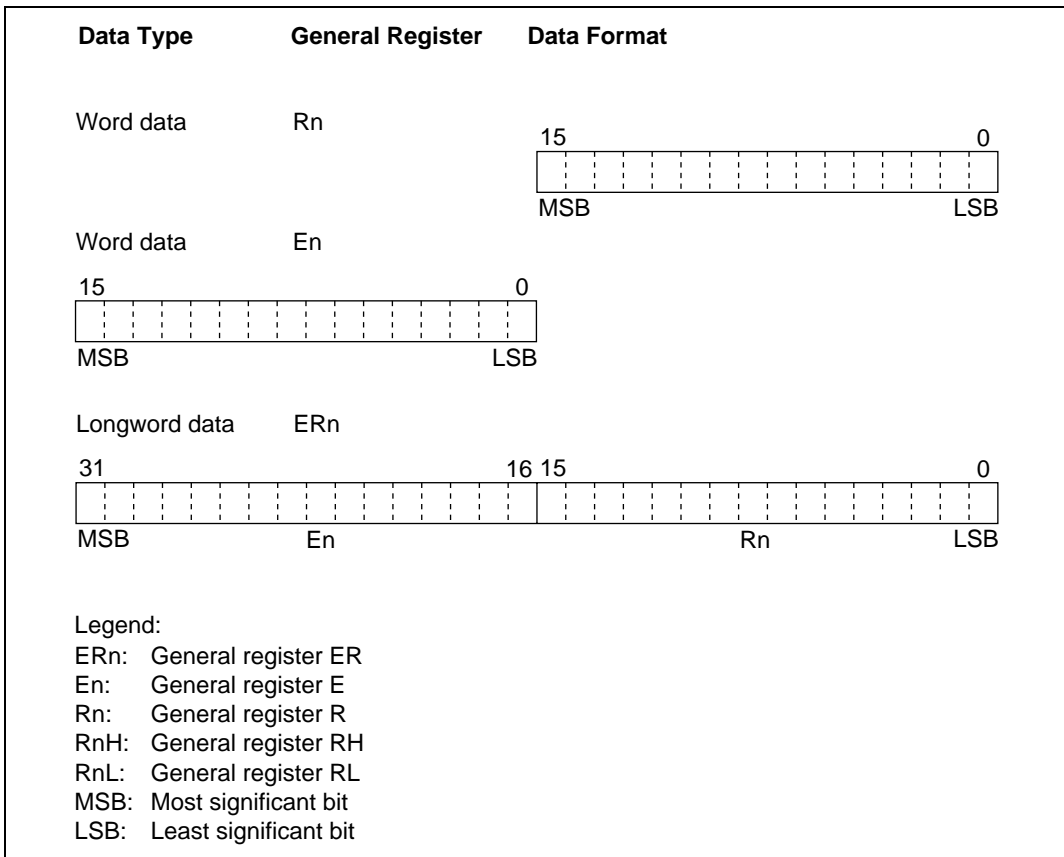 Data Type General Register Data Format
Word data Rn
15 0
MSB LSB
Word data En
15 0
MSB LSB
Longword data ERn
31 16 15 0
MSB En Rn LSB
Legend:
ERn: General register ER
En: General register E
Rn: General register R
RnH: General register RH
RnL: General register RL
MSB: Most significant bit
LSB: Least significant bit